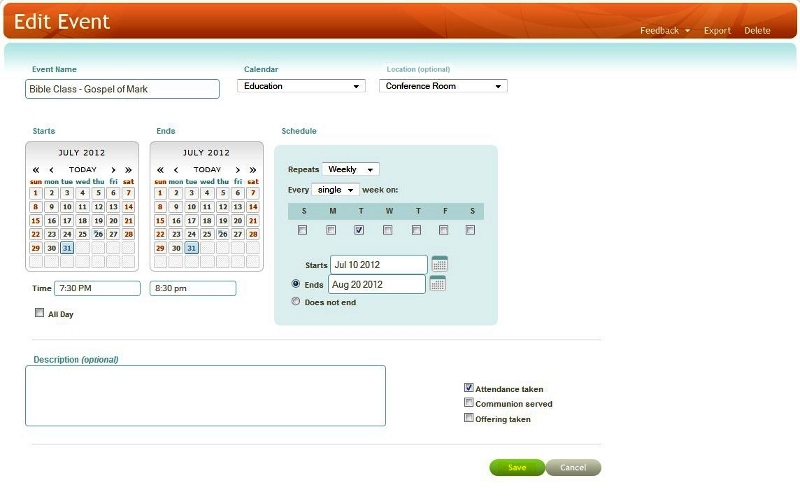 Edit Event
Feedback Export Delete
Event Name Calendar Location (optional)
Bible Class - Gospel of Mark Education Conference Room
Starts Ends Schedule
JULY 2012 JULY 2012
« ‹ TODAY › » « ‹ TODAY › »
Repeats Weekly
sun mon tue wed thu fri sat sun mon tue wed thu fri sat
Every single week on:
1 2 3 4 5 6 7 1 2 3 4 5 6 7
8 9 10 11 12 13 14 8 9 10 11 12 13 14
S M T W T F S
15 16 17 18 19 20 21 15 16 17 18 19 20 21
22 23 24 25 26 27 28 22 23 24 25 26 27 28
29 30 31 29 30 31
Starts Jul 10 2012
Ends Aug 20 2012
Does not end
Time 7:30 PM 8:30 pm
All Day
Description (optional)
Attendance taken
Communion served
Offering taken
Save Cancel